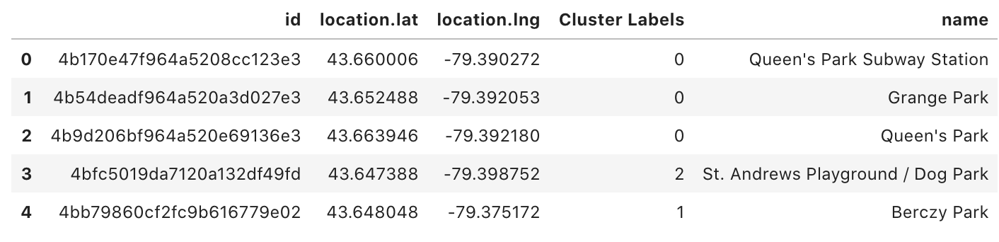 id location.lat location.lng Cluster Labels name
0 4b170e47f964a5208cc123e3 43.660006 -79.390272 0 Queen's Park Subway Station
1 4b54deadf964a520a3d027e3 43.652488 -79.392053 0 Grange Park
2 4b9d206bf964a520e69136e3 43.663946 -79.392180 0 Queen's Park
3 4bfc5019da7120a132df49fd 43.647388 -79.398752 2 St. Andrews Playground / Dog Park
4 4bb79860cf2fc9b616779e02 43.648048 -79.375172 1 Berczy Park